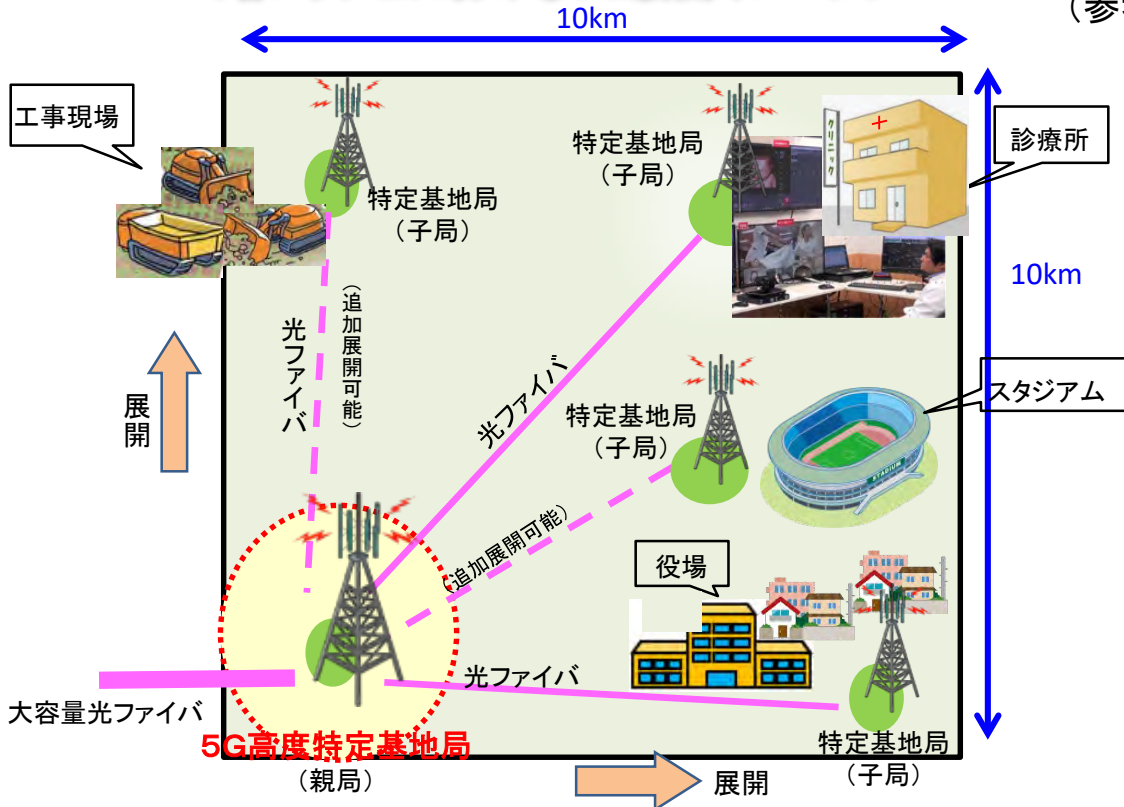 10km
(参考
工事現場
特定基地局
(子局)
特定基地局
(子局)
クリニック
診療所
10km
光ファイバ
(追加展開可能)
光ファイバ
展開
特定基地局
(子局)
スタジアム
STADIUM
(追加展開可能)
役場
大容量光ファイバ
光ファイバ
5G高度特定基地局
(親局)
特定基地局
(子局)
展開